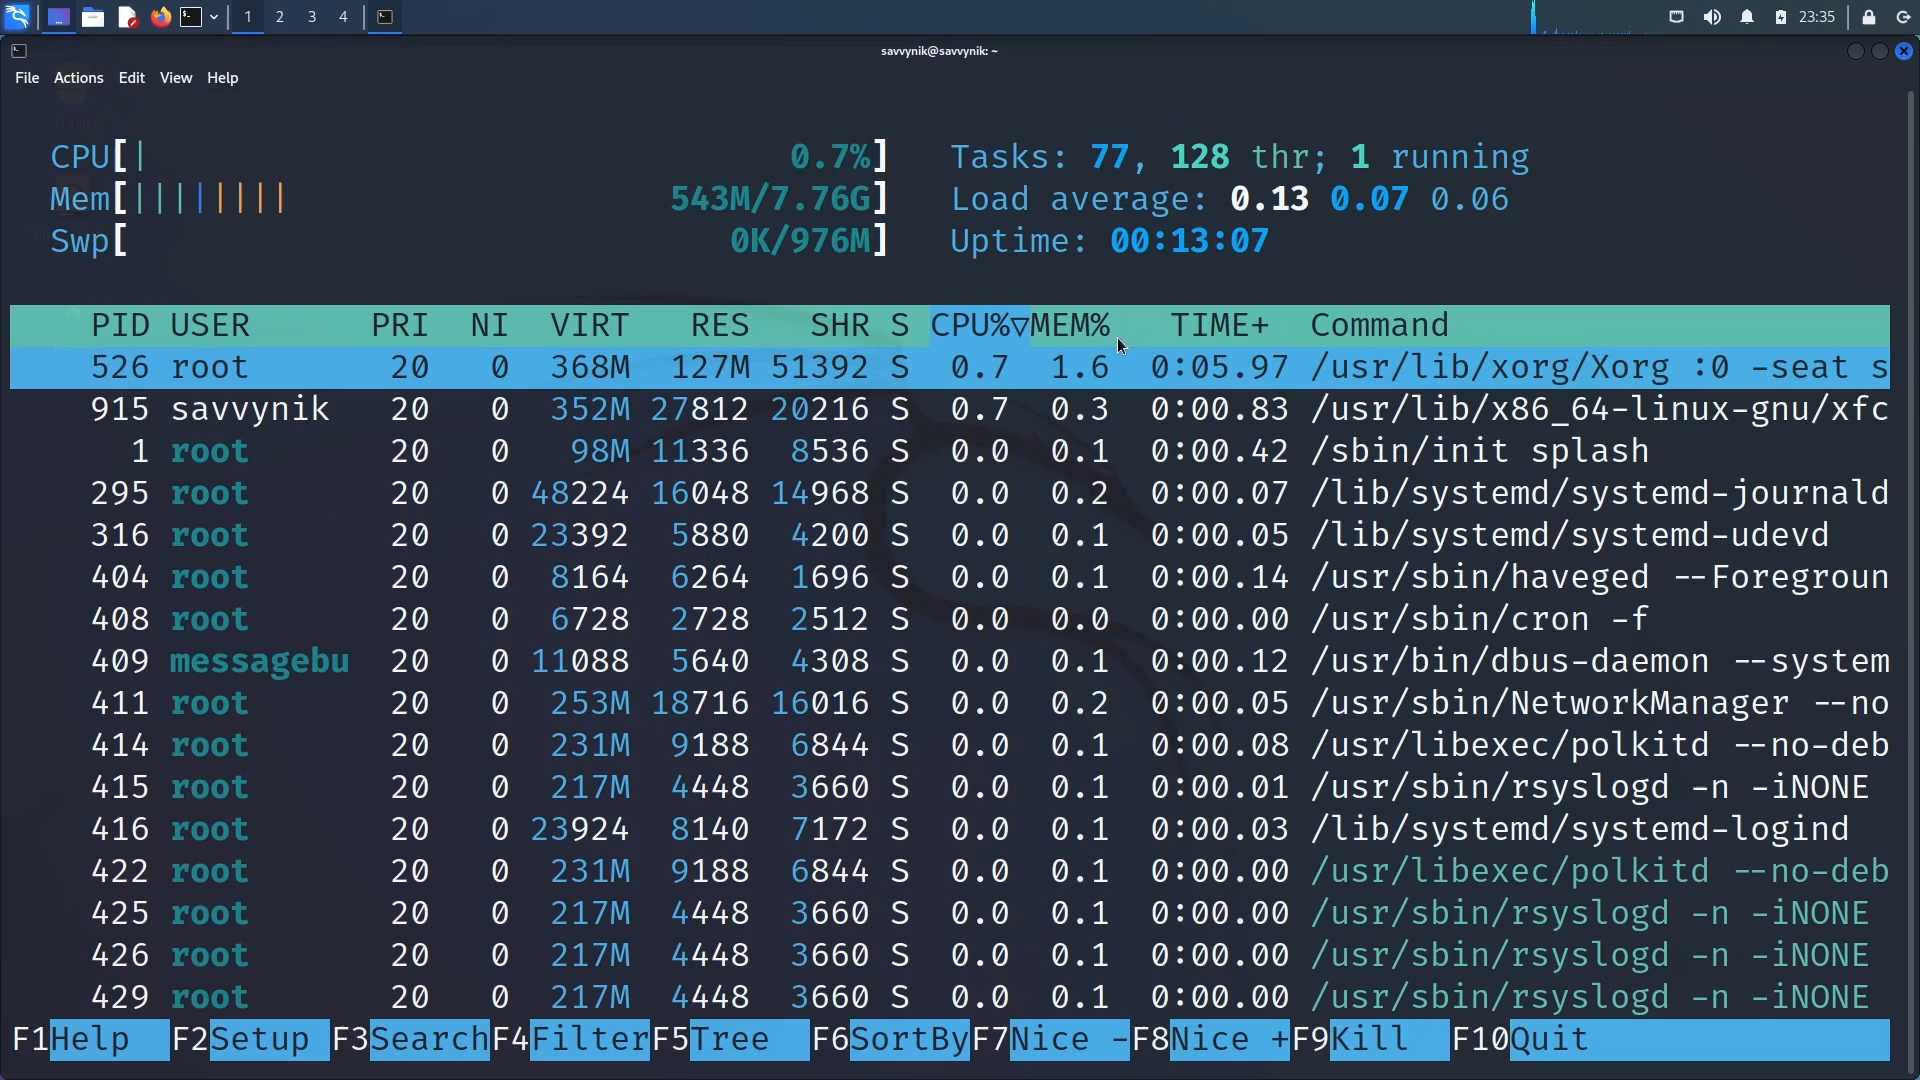 1 2 3 4 23:35
savvynik@savvynik: ~
File Actions Edit View Help
CPU[| 0.7%] Tasks: 77, 128 thr; 1 running
Mem[|||||||| 543M/7.76G] Load average: 0.13 0.07 0.06
Swp[ 0K/976M] Uptime: 00:13:07
PID USER PRI NI VIRT RES SHR S CPU%▽MEM% TIME+ Command
526 root 20 0 368M 127M 51392 S 0.7 1.6 0:05.97 /usr/lib/xorg/Xorg :0 -seat s
915 savvynik 20 0 352M 27812 20216 S 0.7 0.3 0:00.83 /usr/lib/x86_64-linux-gnu/xfc
1 root 20 0 98M 11336 8536 S 0.0 0.1 0:00.42 /sbin/init splash
295 root 20 0 48224 16048 14968 S 0.0 0.2 0:00.07 /lib/systemd/systemd-journald
316 root 20 0 23392 5880 4200 S 0.0 0.1 0:00.05 /lib/systemd/systemd-udevd
404 root 20 0 8164 6264 1696 S 0.0 0.1 0:00.14 /usr/sbin/haveged --Foregroun
408 root 20 0 6728 2728 2512 S 0.0 0.0 0:00.00 /usr/sbin/cron -f
409 messagebu 20 0 11088 5640 4308 S 0.0 0.1 0:00.12 /usr/bin/dbus-daemon --system
411 root 20 0 253M 18716 16016 S 0.0 0.2 0:00.05 /usr/sbin/NetworkManager --no
414 root 20 0 231M 9188 6844 S 0.0 0.1 0:00.08 /usr/libexec/polkitd --no-deb
415 root 20 0 217M 4448 3660 S 0.0 0.1 0:00.01 /usr/sbin/rsyslogd -n -iNONE
416 root 20 0 23924 8140 7172 S 0.0 0.1 0:00.03 /lib/systemd/systemd-logind
422 root 20 0 231M 9188 6844 S 0.0 0.1 0:00.00 /usr/libexec/polkitd --no-deb
425 root 20 0 217M 4448 3660 S 0.0 0.1 0:00.00 /usr/sbin/rsyslogd -n -iNONE
426 root 20 0 217M 4448 3660 S 0.0 0.1 0:00.00 /usr/sbin/rsyslogd -n -iNONE
429 root 20 0 217M 4448 3660 S 0.0 0.1 0:00.00 /usr/sbin/rsyslogd -n -iNONE
F1Help F2Setup F3SearchF4FilterF5Tree F6SortByF7Nice -F8Nice +F9Kill F10Quit